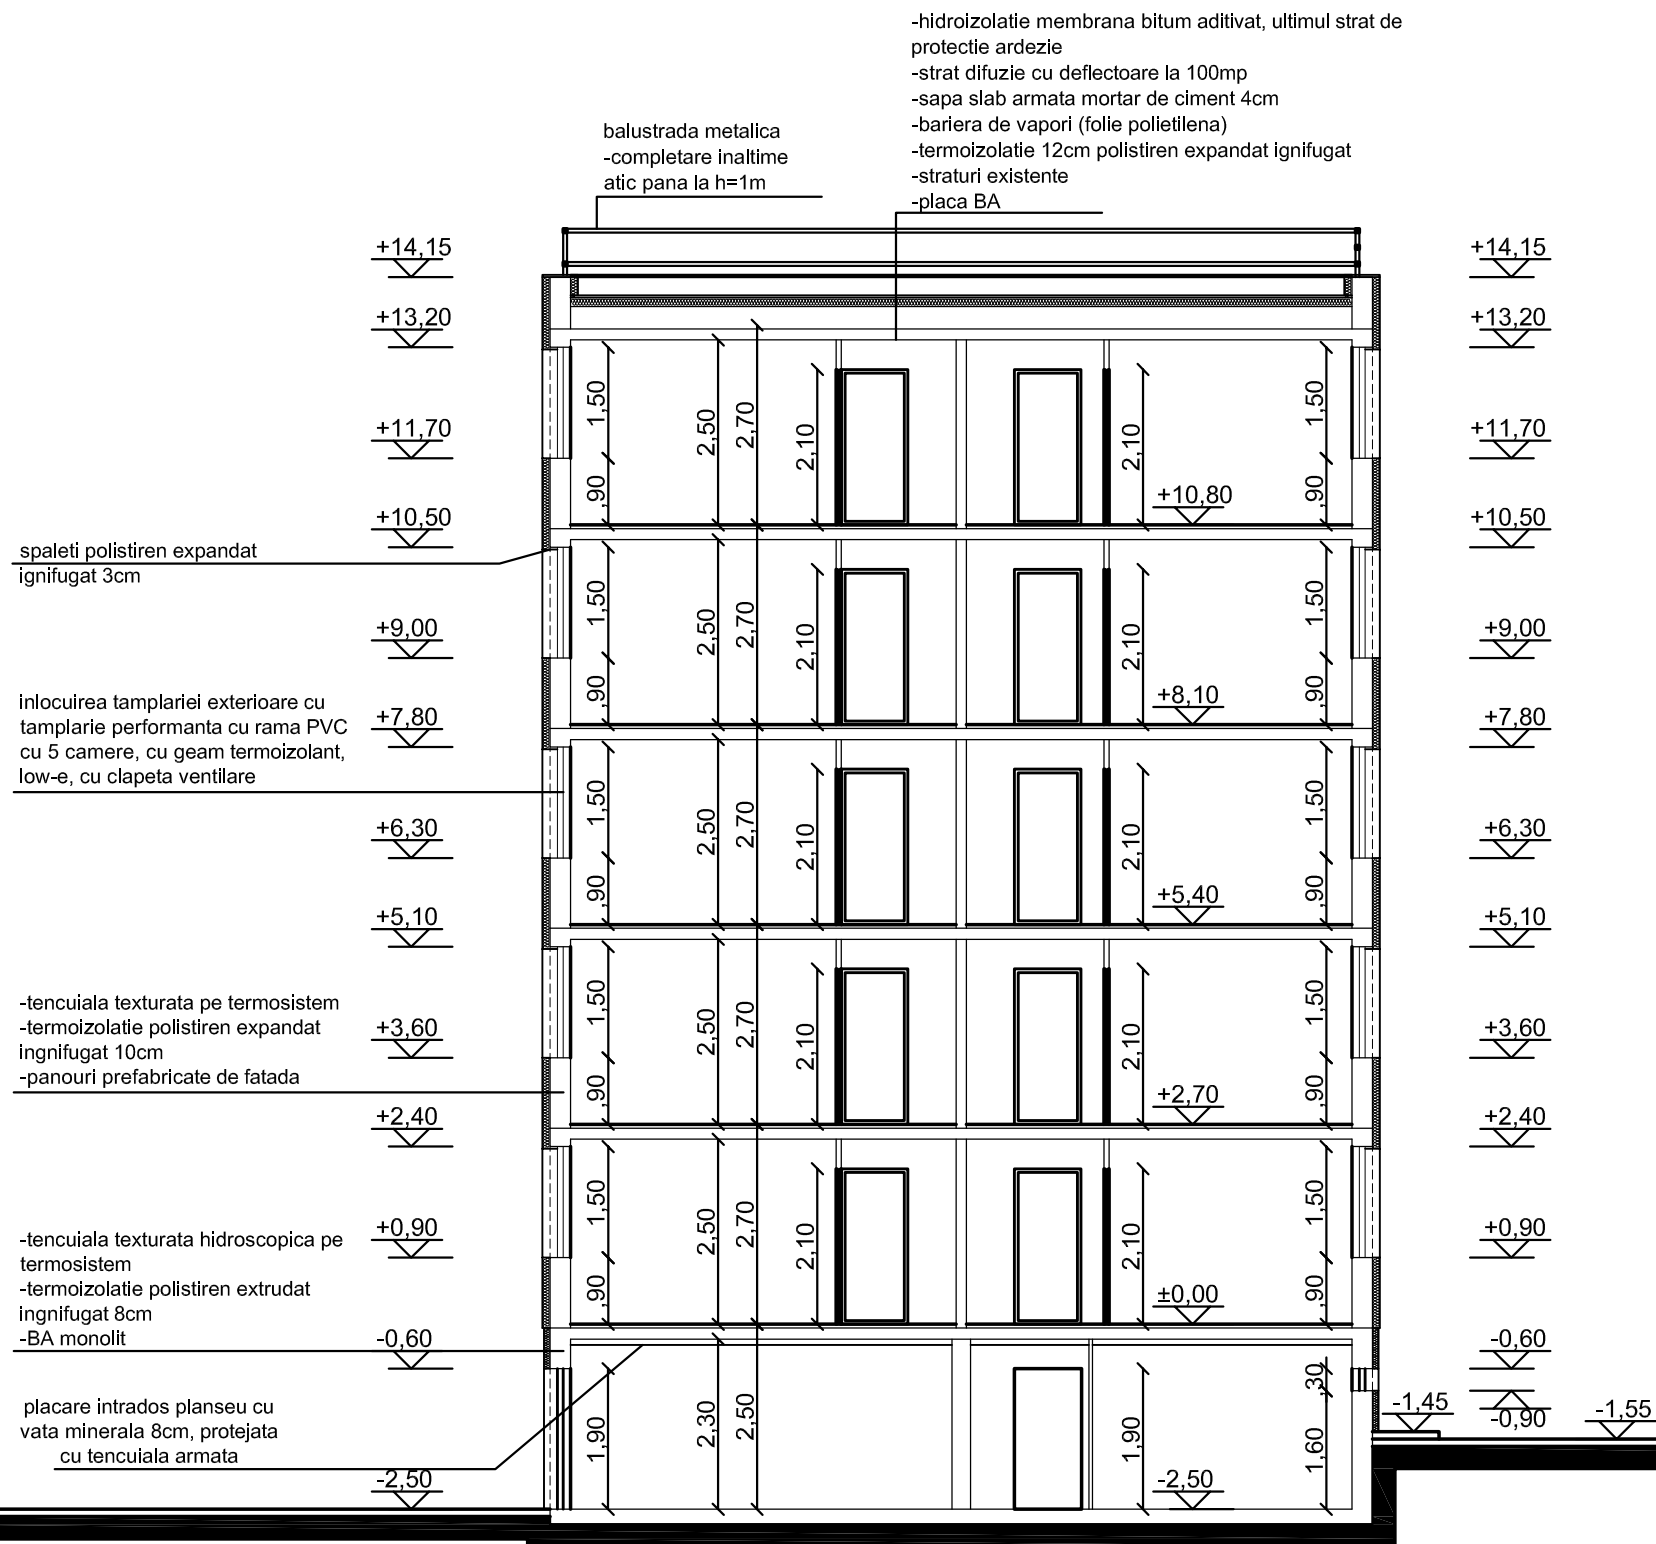 -hidroizolatie membrana bitum aditivat, ultimul strat de
protectie ardezie
-strat difuzie cu deflectoare la 100mp
-sapa slab armata mortar de ciment 4cm
-bariera de vapori (folie polietilena)
-termoizolatie 12cm polistiren expandat ignifugat
-straturi existente
-placa BA
balustrada metalica
-completare inaltime
atic pana la h=1m
+14,15
+14,15
+13,20
+13,20
1,50
2,50
2,70
2,10
2,10
1,50
+11,70
+11,70
,90
+10,80
,90
+10,50
+10,50
spaleti polistiren expandat
ignifugat 3cm
1,50
2,50
2,70
2,10
2,10
1,50
+9,00
+9,00
,90
+8,10
,90
+7,80
+7,80
inlocuirea tamplariei exterioare cu
tamplarie performanta cu rama PVC
cu 5 camere, cu geam termoizolant,
low-e, cu clapeta ventilare
1,50
2,50
2,70
2,10
2,10
1,50
+6,30
+6,30
,90
+5,40
,90
+5,10
+5,10
-tencuiala texturata pe termosistem
-termoizolatie polistiren expandat
ingnifugat 10cm
-panouri prefabricate de fatada
1,50
2,50
2,70
2,10
2,10
1,50
+3,60
+3,60
,90
+2,70
,90
+2,40
+2,40
1,50
2,50
2,70
2,10
2,10
1,50
+0,90
+0,90
-tencuiala texturata hidroscopica pe
termosistem
-termoizolatie polistiren extrudat
ingnifugat 8cm
-BA monolit
,90
±0,00
,90
-0,60
-0,60
placare intrados planseu cu
vata minerala 8cm, protejata
cu tencuiala armata
1,90
2,30
2,50
1,90
,30
1,60
-1,45
-0,90
-1,55
-2,50
-2,50